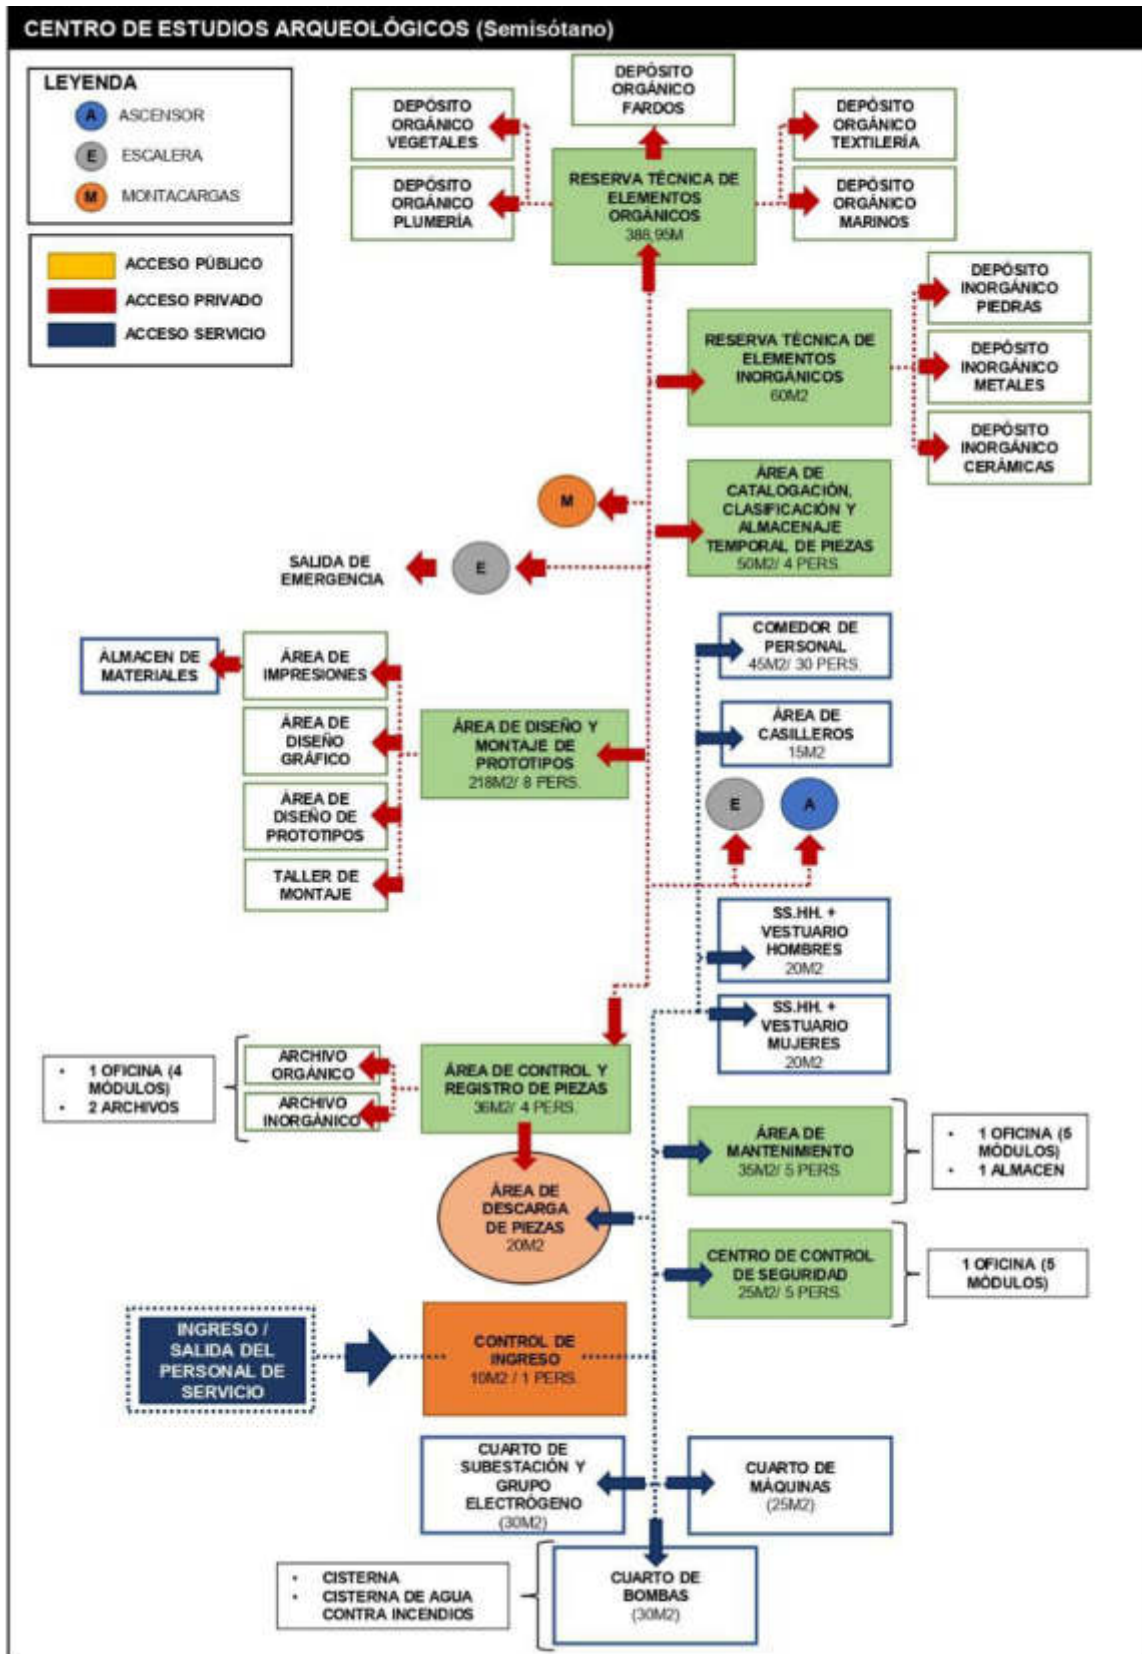 CENTRO DE ESTUDIOS ARQUEOLÓGICOS (Semisótano)
LEYENDA
A ASCENSOR
E ESCALERA
M MONTACARGAS
ACCESO PÚBLICO
ACCESO PRIVADO
ACCESO SERVICIO
DEPÓSITO
ORGÁNICO
FARDOS
DEPÓSITO
ORGÁNICO
VEGETALES
DEPÓSITO
ORGÁNICO
TEXTILERÍA
DEPÓSITO
ORGÁNICO
PLUMERÍA
RESERVA TÉCNICA DE
ELEMENTOS
ORGÁNICOS
388,95M
DEPÓSITO
ORGÁNICO
MARINOS
RESERVA TÉCNICA DE
ELEMENTOS
INORGÁNICOS
60M2
DEPÓSITO
INORGÁNICO
PIEDRAS
DEPÓSITO
INORGÁNICO
METALES
DEPÓSITO
INORGÁNICO
CERÁMICAS
M
ÁREA DE
CATALOGACIÓN,
CLASIFICACIÓN Y
ALMACENAJE
TEMPORAL DE PIEZAS
50M2/ 4 PERS.
SALIDA DE
EMERGENCIA
E
COMEDOR DE
PERSONAL
45M2/ 30 PERS.
ÁREA DE
CASILLEROS
15M2
ÁLMACEN DE
MATERIALES
ÁREA DE
IMPRESIONES
ÁREA DE
DISEÑO
GRÁFICO
ÁREA DE
DISEÑO DE
PROTOTIPOS
TALLER DE
MONTAJE
ÁREA DE DISEÑO Y
MONTAJE DE
PROTOTIPOS
218M2/ 8 PERS.
E
A
SS.HH. +
VESTUARIO
HOMBRES
20M2
SS.HH. +
VESTUARIO
MUJERES
20M2
• 1 OFICINA (4
MÓDULOS)
• 2 ARCHIVOS
ARCHIVO
ORGÁNICO
ARCHIVO
INORGÁNICO
ÁREA DE CONTROL Y
REGISTRO DE PIEZAS
36M2/ 4 PERS.
ÁREA DE
MANTENIMIENTO
35M2/ 5 PERS.
• 1 OFICINA (5
MÓDULOS)
• 1 ALMACEN
ÁREA DE
DESCARGA
DE PIEZAS
20M2
CENTRO DE CONTROL
DE SEGURIDAD
25M2/ 5 PERS.
1 OFICINA (5
MÓDULOS)
INGRESO /
SALIDA DEL
PERSONAL DE
SERVICIO
CONTROL DE
INGRESO
10M2 / 1 PERS.
CUARTO DE
SUBESTACIÓN Y
GRUPO
ELECTRÓGENO
(30M2)
CUARTO DE
MÁQUINAS
(25M2)
• CISTERNA
• CISTERNA DE AGUA
CONTRA INCENDIOS
CUARTO DE
BOMBAS
(30M2)